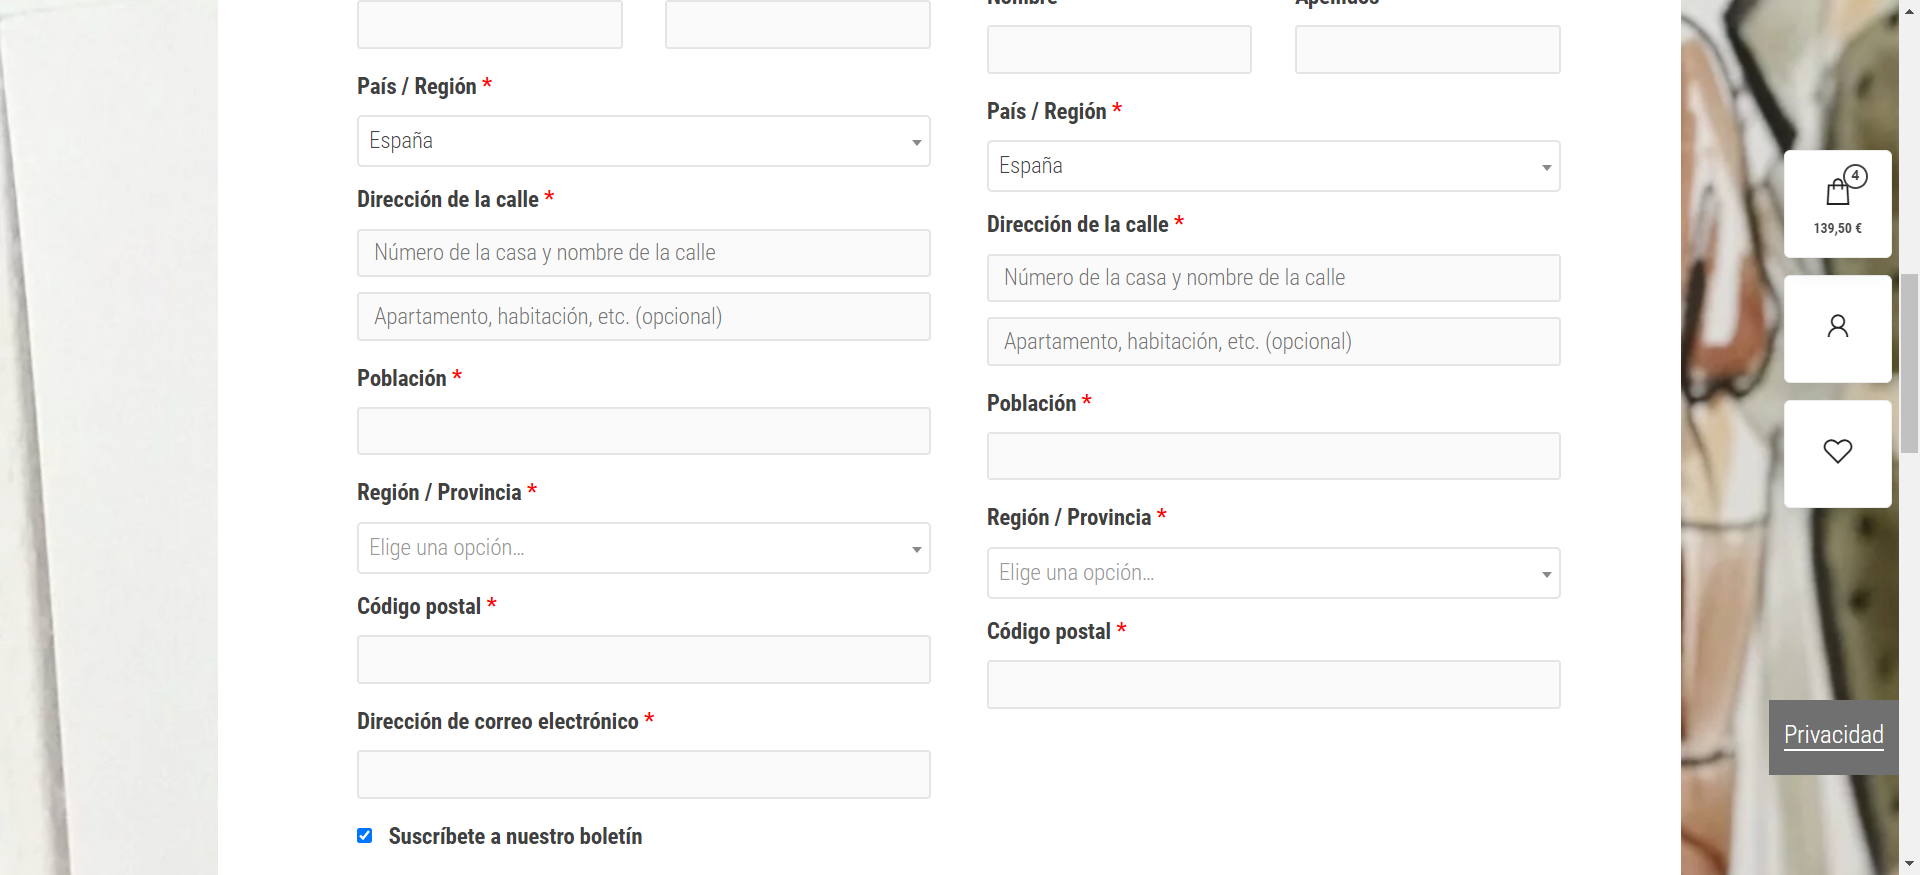 País / Región *
España
Dirección de la calle *
Número de la casa y nombre de la calle
Apartamento, habitación, etc. (opcional)
Población *
Región / Provincia *
Elige una opción...
Código postal *
Dirección de correo electrónico *
Suscríbete a nuestro boletín
Nombre
Apellidos
País / Región *
España
Dirección de la calle *
Número de la casa y nombre de la calle
Apartamento, habitación, etc. (opcional)
Población *
Región / Provincia *
Elige una opción...
Código postal *
4
139,50 €
Privacidad